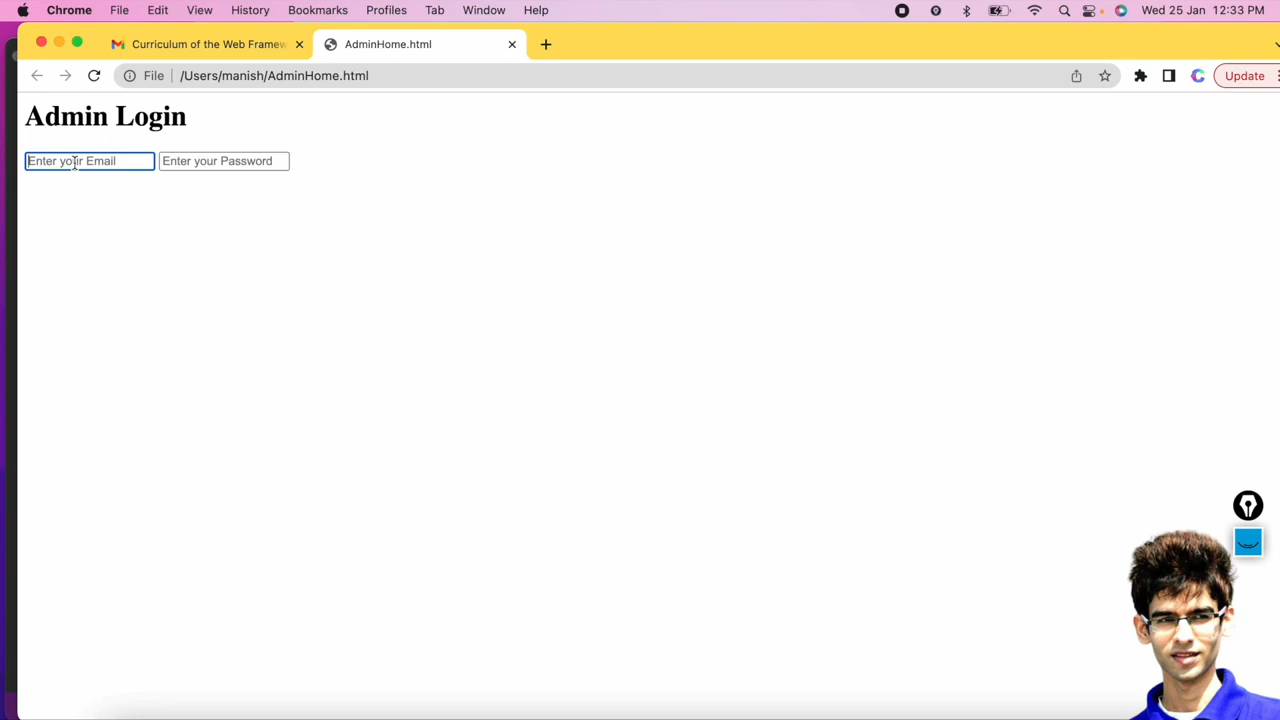 Chrome File Edit View History Bookmarks Profiles Tab Window Help Wed 25 Jan 12:33 PM
Curriculum of the Web Framew AdminHome.html
File /Users/manish/AdminHome.html Update
Admin Login
Enter your Email Enter your Password